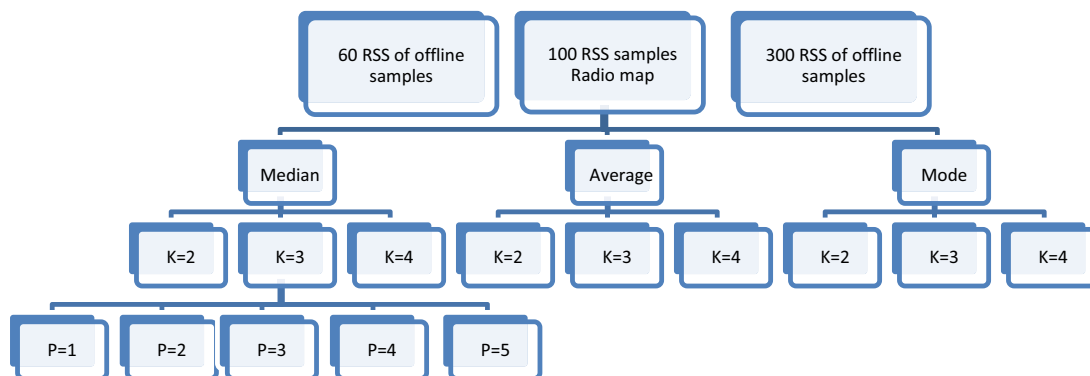 60 RSS of offline
samples
100 RSS samples
Radio map
300 RSS of offline
samples
Median
Average
Mode
K=2
K=3
K=4
K=2
K=3
K=4
K=2
K=3
K=4
P=1
P=2
P=3
P=4
P=5